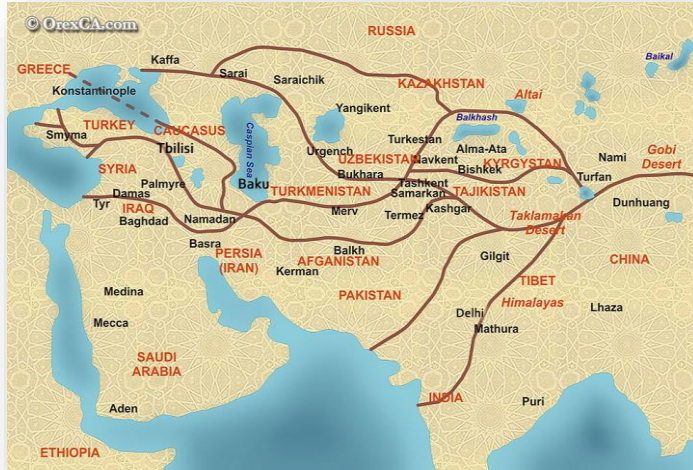 © OrexCA.com
RUSSIA
Baikal
Kaffa
GREECE
Sarai
Saraichik
KAZAKHSTAN
Konstaminople
Altai
Yangikent
Balkhash
TURKEY
CAUCASUS
Caspian Sea
Smyma
Turkestan
Tbilisi
Urgench
Alma-Ata
Gobi
Desert
SYRIA
UZBEKISTAN
Navkent
KYRGYSTAN
Nami
Bukhara
Bishkek
Turfan
Palmyre
Baku
TURKMENISTAN
Tashkent
Damas
Samarkan
TAJIKISTAN
Tyr
IRAQ
Merv
Kashgar
Dunhuang
Baghdad
Namadan
Termez
Taklamakan
Desert
Basra
Balkh
PERSIA
(IRAN)
AFGANISTAN
Gilgit
CHINA
Kerman
TIBET
Medina
PAKISTAN
Himalayas
Lhaza
Mecca
Delhi
Mathura
SAUDI
ARABIA
INDIA
Aden
Puri
ETHIOPIA